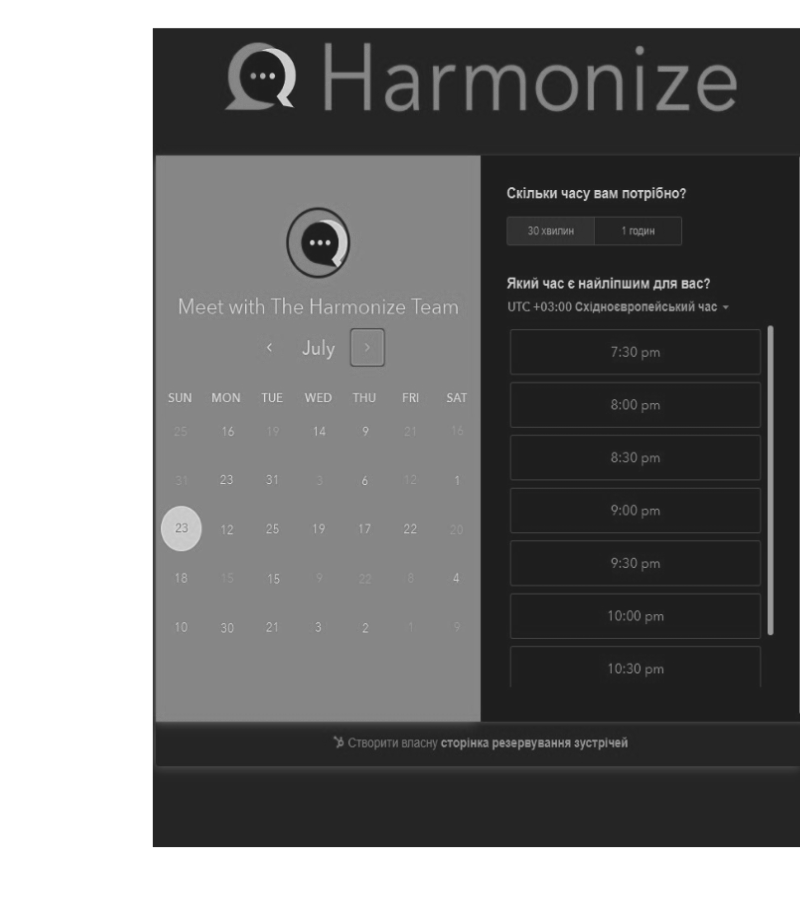 Harmonize
Meet with The Harmonize Team
July
SUN MON TUE WED THU FRI SAT
25 16 19 14 9 21 16
31 23 31 3 6 12 1
23 12 25 19 17 22 20
18 15 15 9 22 8 4
10 30 21 3 2 1 9
Скільки часу вам потрібно?
30 хвилин 1 годин
Який час є найліпшим для вас?
UTC +03:00 Східноєвропейський час
7:30 pm
8:00 pm
8:30 pm
9:00 pm
9:30 pm
10:00 pm
10:30 pm
Створити власну сторінка резервування зустрічей